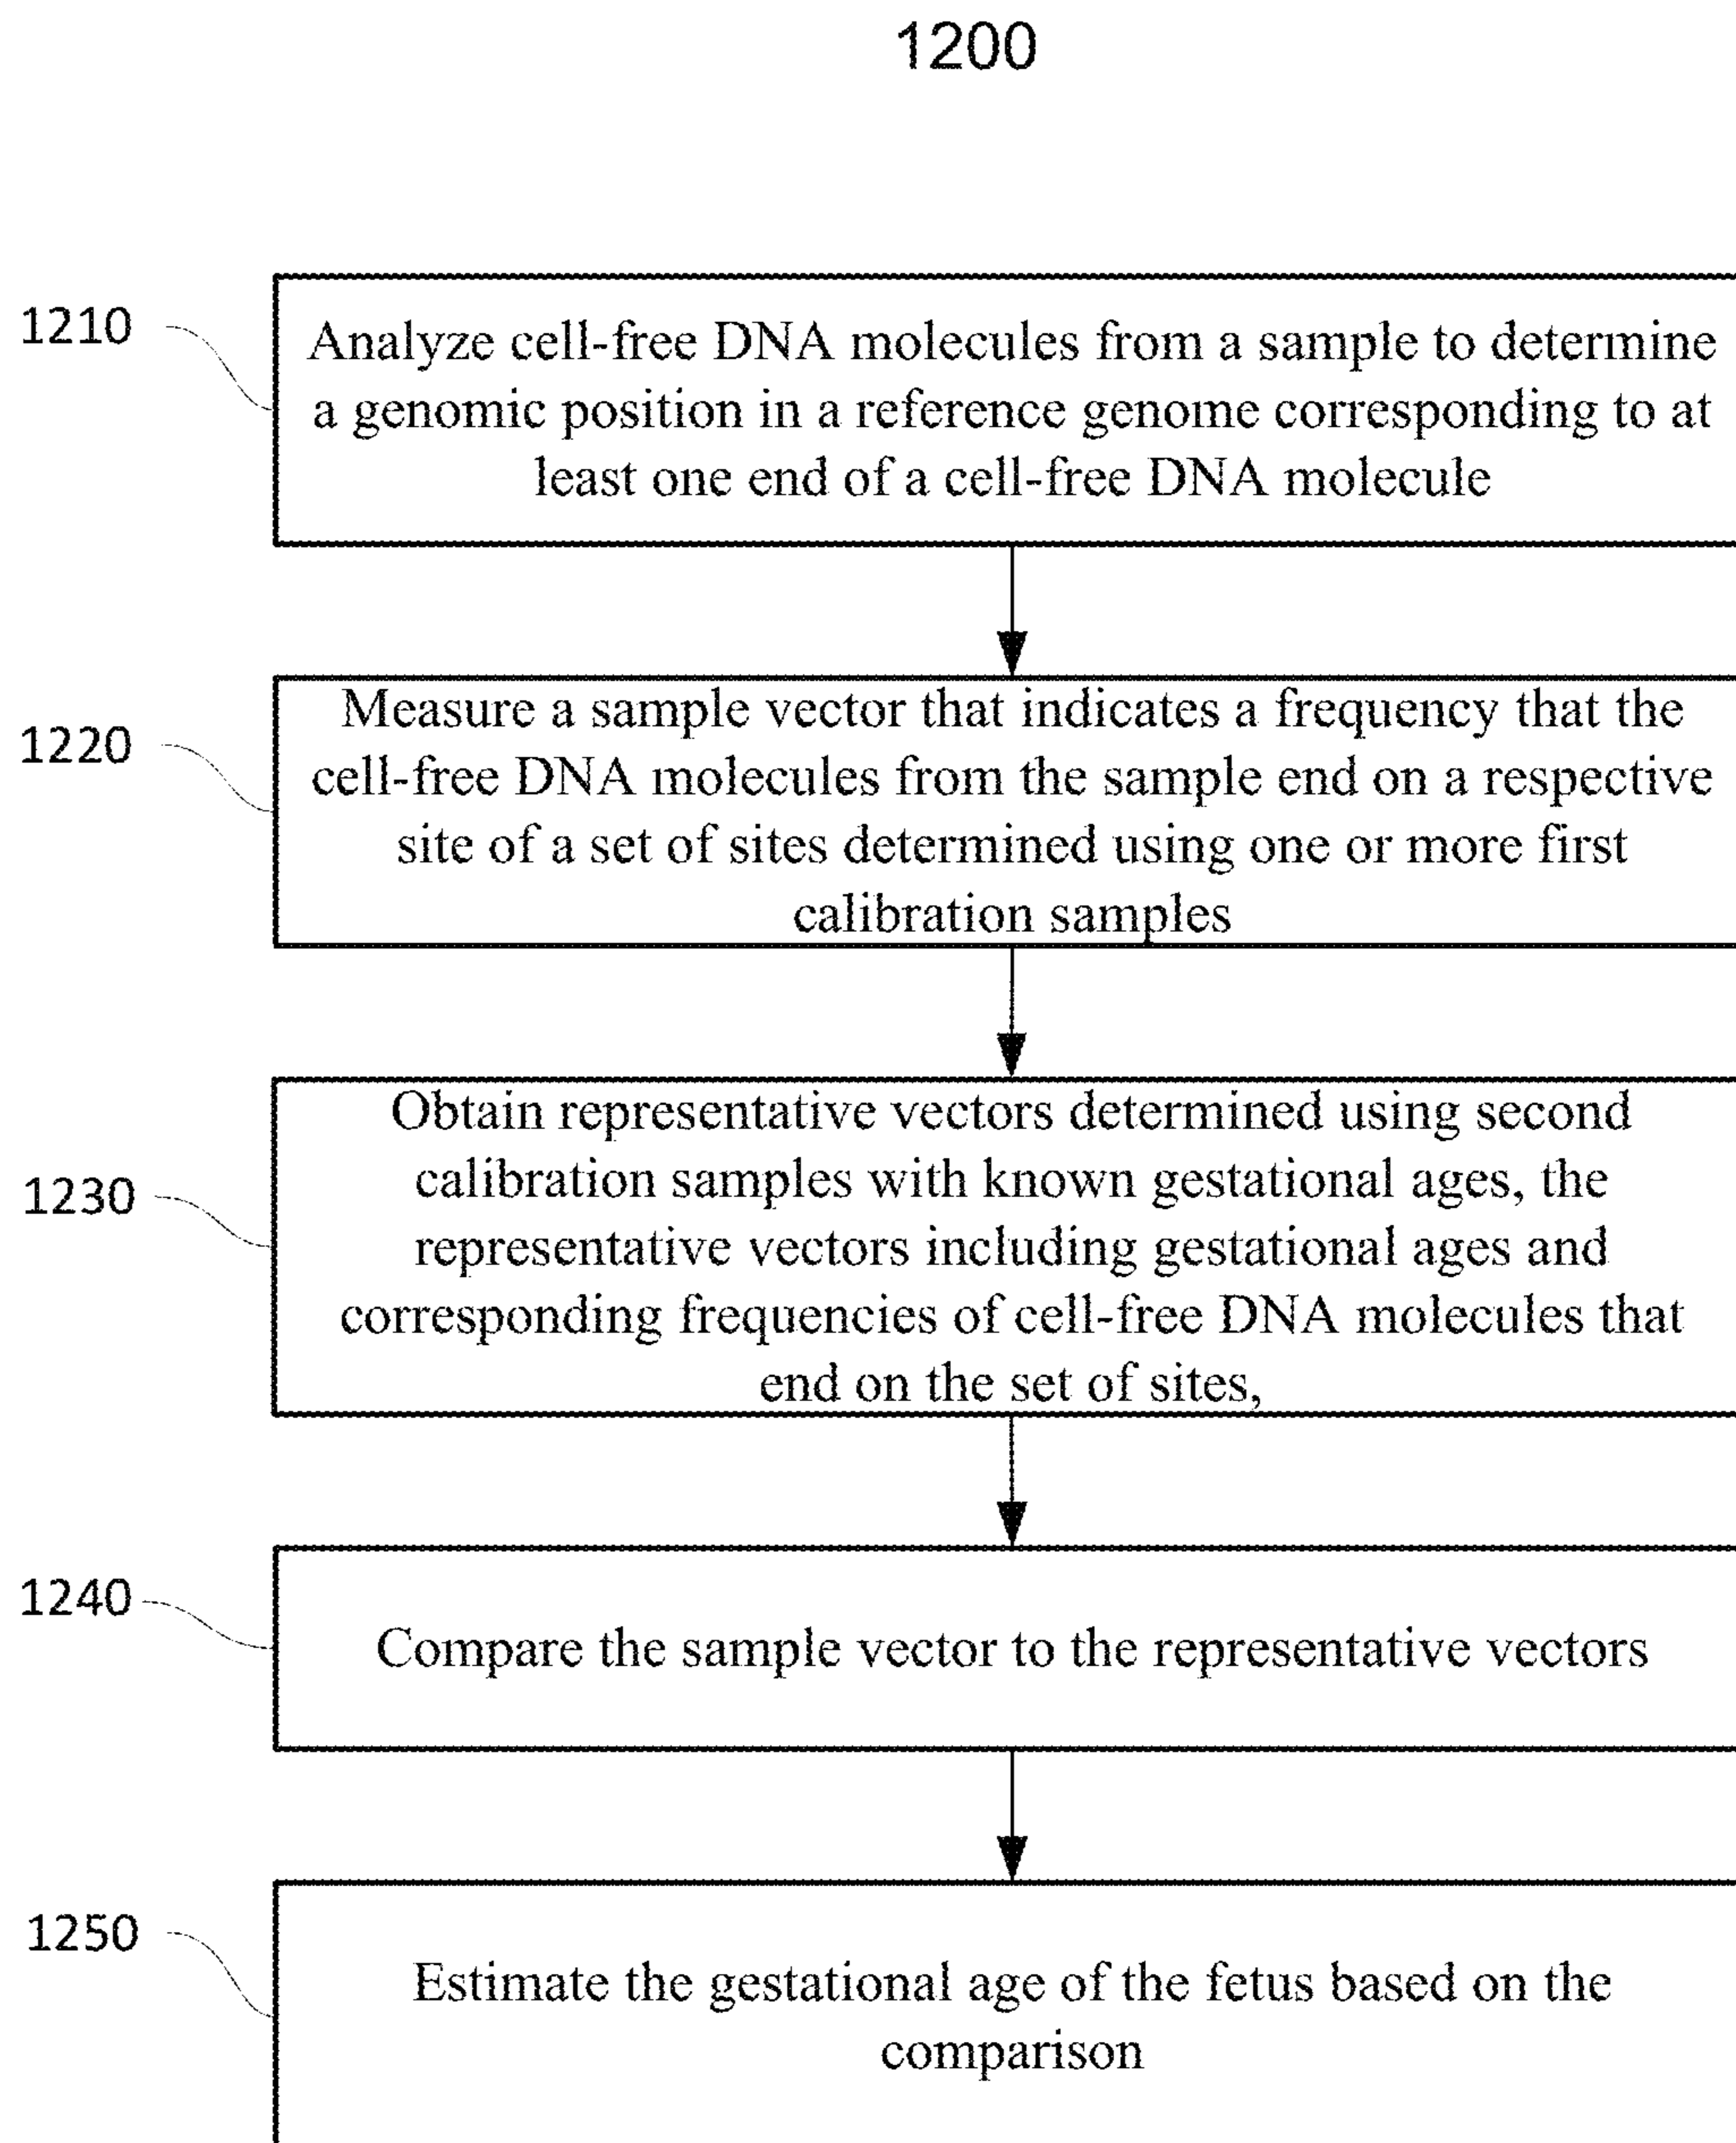 1200
1210
Analyze cell-free DNA molecules from a sample to determine
a genomic position in a reference genome corresponding to at
least one end of a cell-free DNA molecule
1220
Measure a sample vector that indicates a frequency that the
cell-free DNA molecules from the sample end on a respective
site of a set of sites determined using one or more first
calibration samples
1230
Obtain representative vectors determined using second
calibration samples with known gestational ages, the
representative vectors including gestational ages and
corresponding frequencies of cell-free DNA molecules that
end on the set of sites,
1240
Compare the sample vector to the representative vectors
1250
Estimate the gestational age of the fetus based on the
comparison